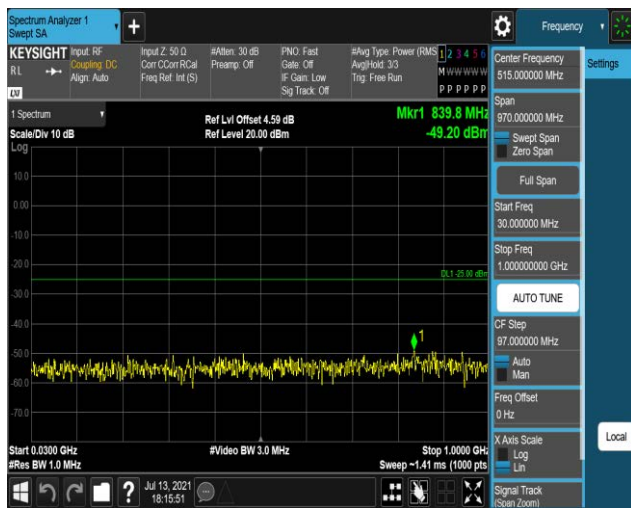 Spectrum Analyzer 1
Swept SA
Frequency
KEYSIGHT
RL
LXI
Input: RF
Coupling: DC
Align: Auto
Input Z: 50 Ω
Corr CCorr RCal
Freq Ref: Int (S)
#Atten: 30 dB
Preamp: Off
PNO: Fast
Gate: Off
IF Gain: Low
Sig Track: Off
#Avg Type: Power (RMS
Avg|Hold: 3/3
Trig: Free Run
1 2 3 4 5 6
M W W W W W
P P P P P P
1 Spectrum
Scale/Div 10 dB
Ref Lvl Offset 4.59 dB
Ref Level 20.00 dBm
Mkr1 839.8 MHz
-49.20 dBm
Log
10.0
0.00
-10.0
-20.0
-30.0
-40.0
-50.0
-60.0
-70.0
DL1 -25.00 dBm
1
Start 0.0300 GHz
#Res BW 1.0 MHz
#Video BW 3.0 MHz
Stop 1.0000 GHz
Sweep ~1.41 ms (1000 pts
Jul 13, 2021
18:15:51
Center Frequency
515.000000 MHz
Span
970.000000 MHz
Swept Span
Zero Span
Full Span
Start Freq
30.000000 MHz
Stop Freq
1.000000000 GHz
AUTO TUNE
CF Step
97.000000 MHz
Auto
Man
Freq Offset
0 Hz
X Axis Scale
Log
Lin
Signal Track
(Span Zoom)
Settings
Local